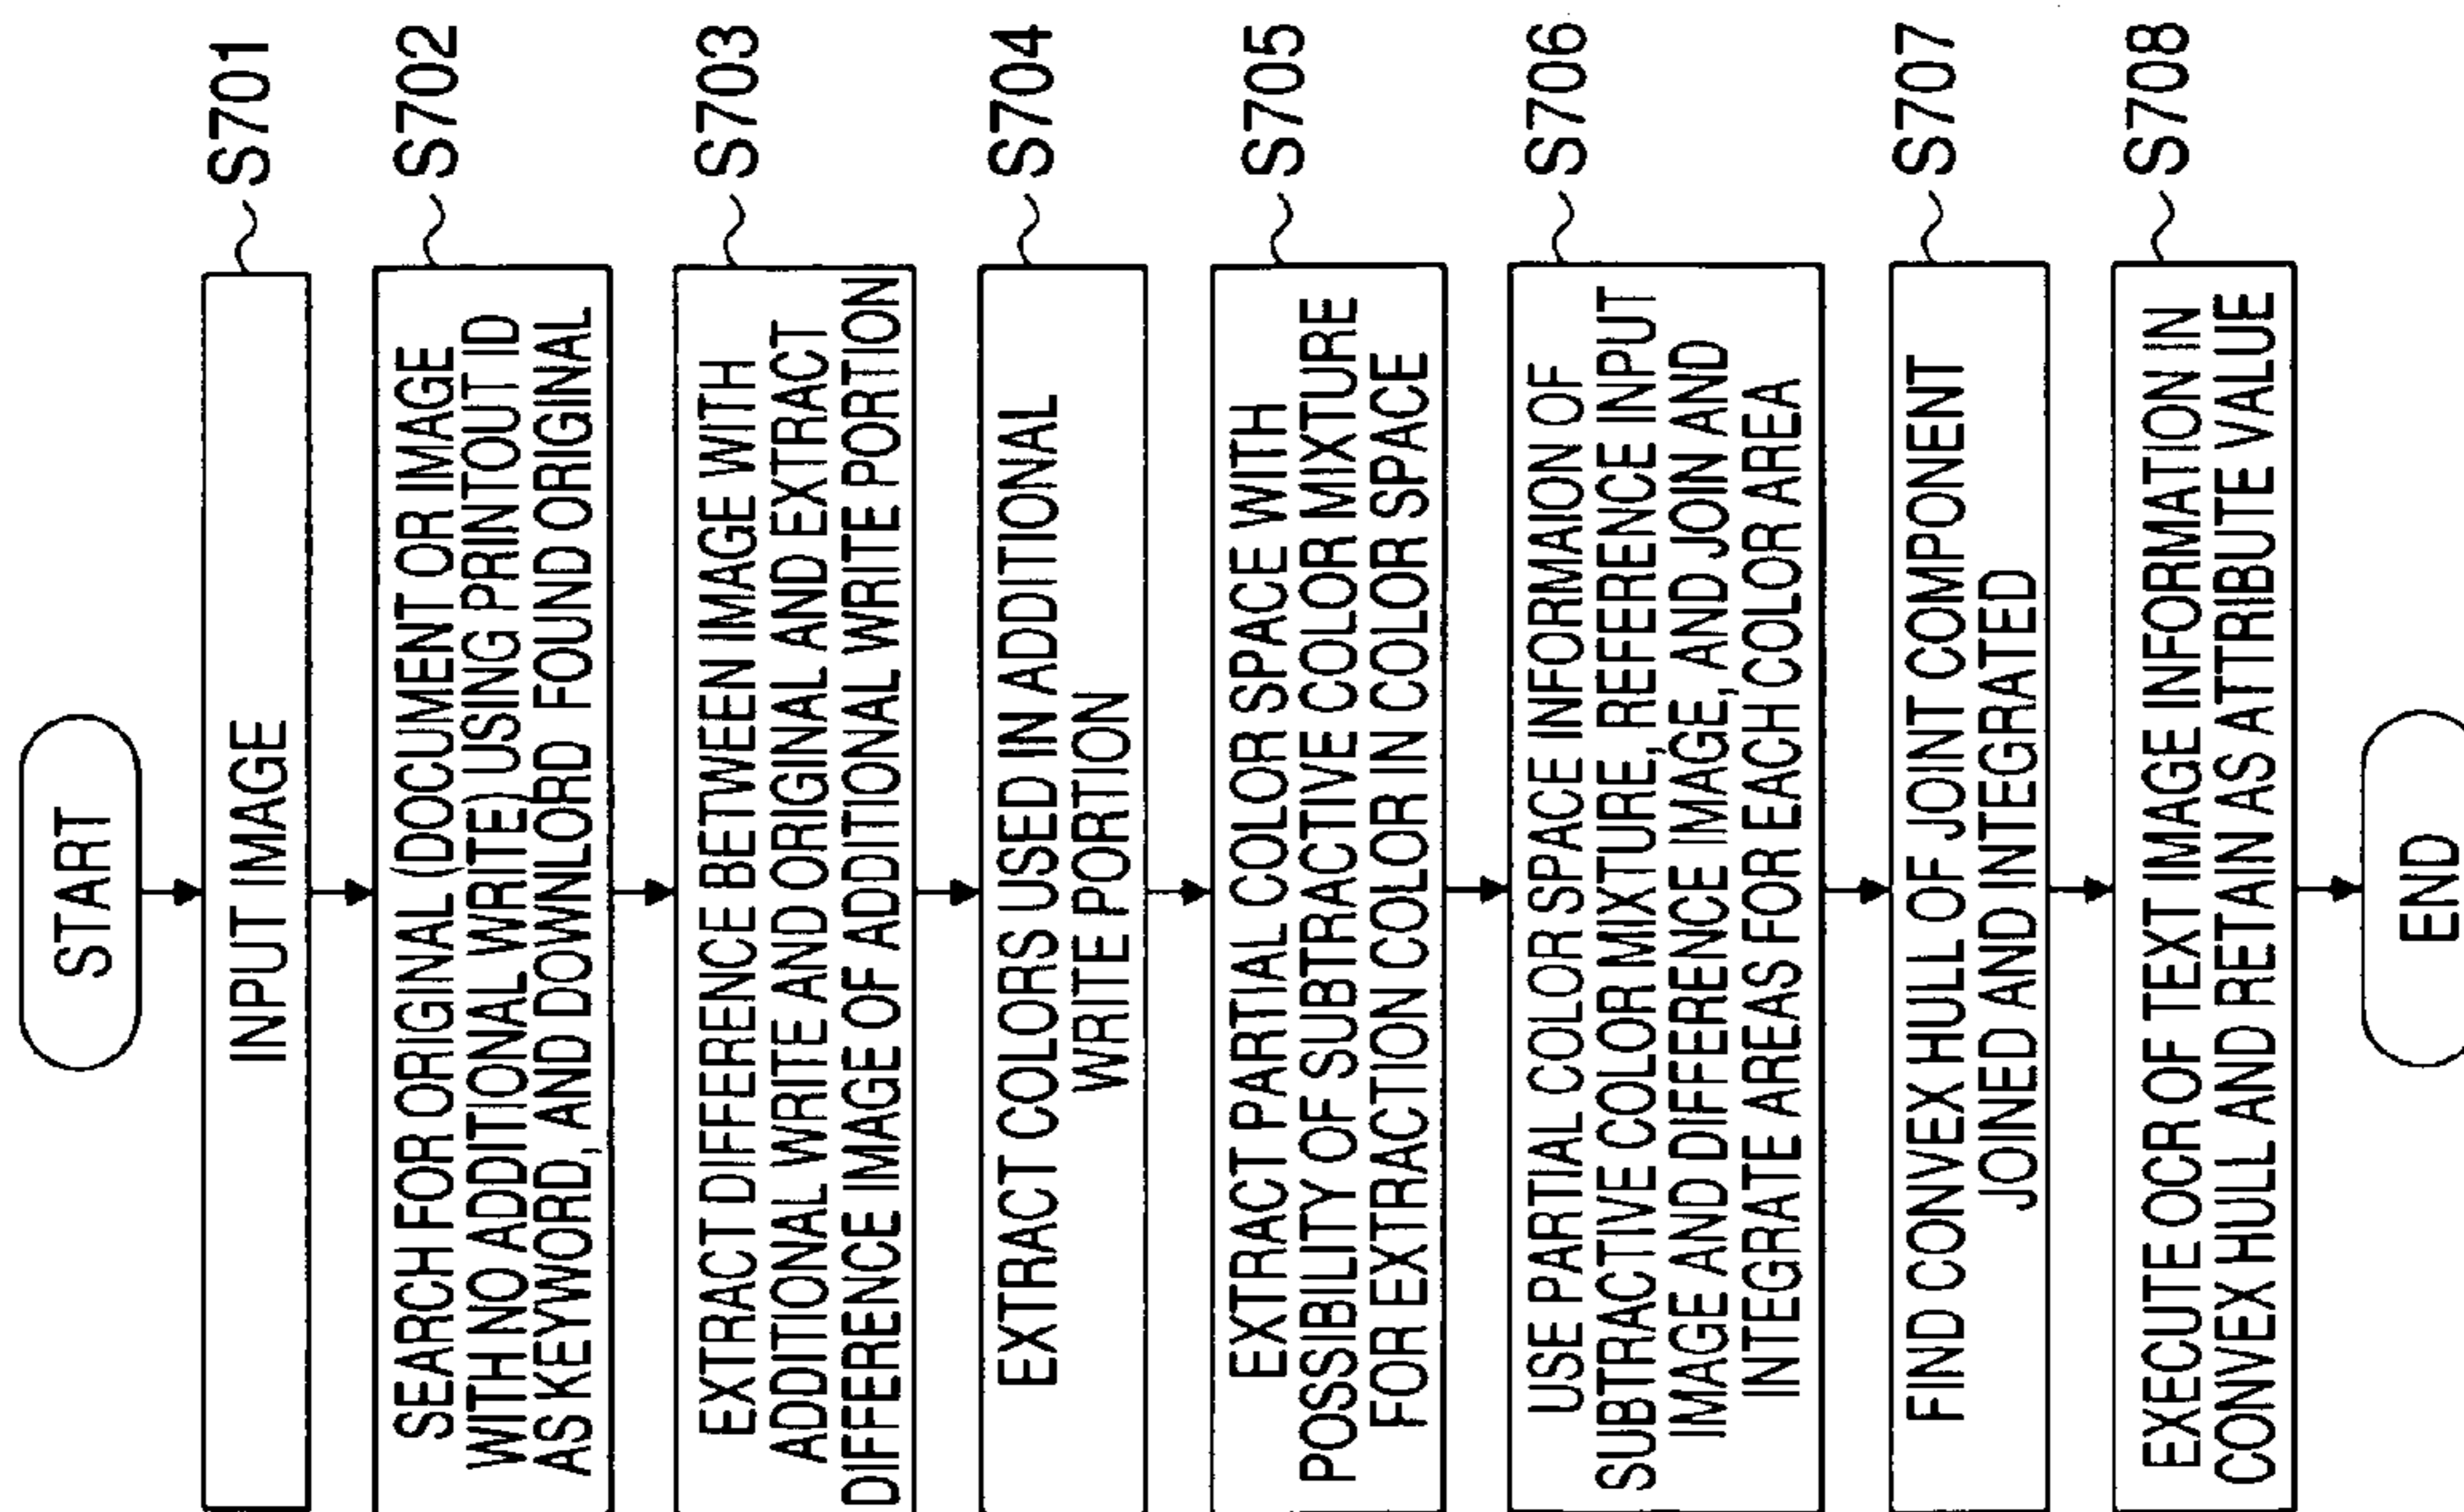 START
INPUT IMAGE
S701
SEARCH FOR ORIGINAL (DOCUMENT OR IMAGE
WITH NO ADDITIONAL WRITE) USING PRINTOUT ID
AS KEYWORD, AND DOWNLORD FOUND ORIGINAL
S702
EXTRACT DIFFERENCE BETWEEN IMAGE WITH
ADDITIONAL WRITE AND ORIGINAL AND EXTRACT
DIFFERENCE IMAGE OF ADDITIONAL WRITE PORTION
S703
EXTRACT COLORS USED IN ADDITIONAL
WRITE PORTION
S704
EXTRACT PARTIAL COLOR SPACE WITH
POSSIBILITY OF SUBTRACTIVE COLOR MIXTURE
FOR EXTRACTION COLOR IN COLOR SPACE
S705
USE PARTIAL COLOR SPACE INFORMAION OF
SUBTRACTIVE COLOR MIXTURE, REFERENCE INPUT
IMAGE AND DIFFERENCE IMAGE, AND JOIN AND
INTEGRATE AREAS FOR EACH COLOR AREA
S706
FIND CONVEX HULL OF JOINT COMPONENT
JOINED AND INTEGRATED
S707
EXECUTE OCR OF TEXT IMAGE INFORMATION IN
CONVEX HULL AND RETAIN AS ATTRIBUTE VALUE
S708
END